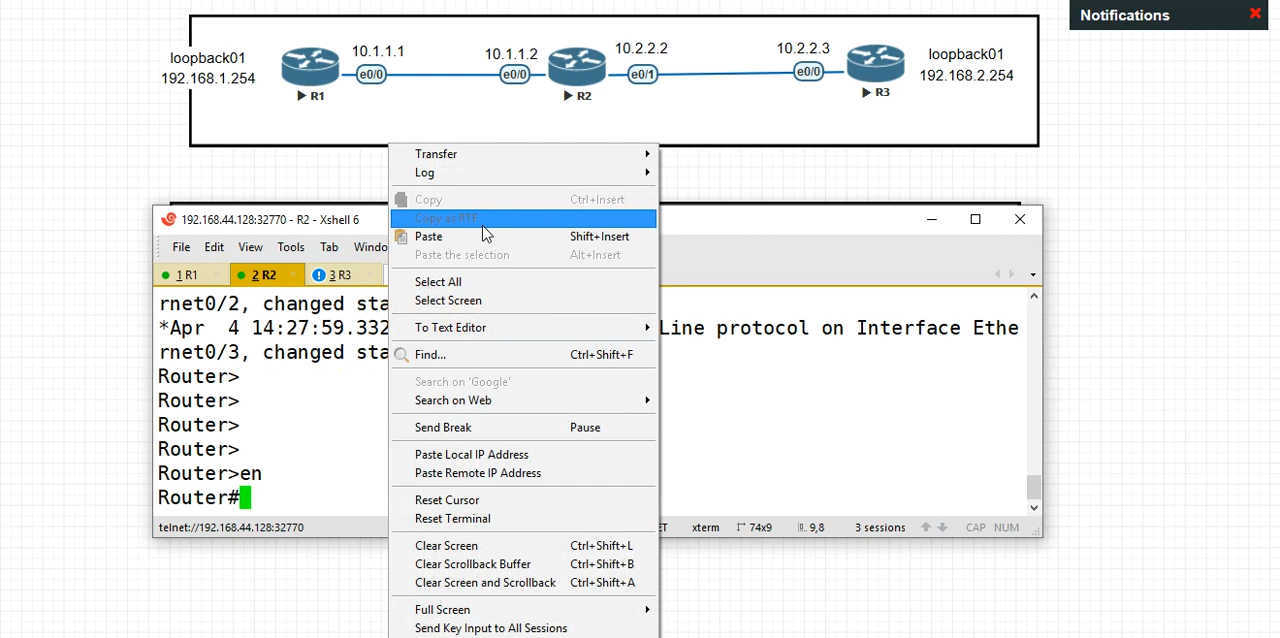 Notifications
loopback01
192.168.1.254
10.1.1.1
e0/0
R1
10.1.1.2
e0/0
R2
10.2.2.2
e0/1
10.2.2.3
e0/0
R3
loopback01
192.168.2.254
192.168.44.128:32770 - R2 - Xshell 6
File Edit View Tools Tab Windo
1 R1 2 R2 3 R3
rnet0/2, changed sta
*Apr  4 14:27:59.332 Line protocol on Interface Ethe
rnet0/3, changed sta
Router>
Router>
Router>
Router>
Router>en
Router#
telnet://192.168.44.128:32770 ET xterm 74x9 9,8 3 sessions CAP NUM
Transfer
Log
Copy Ctrl+Insert
Copy as RTF
Paste Shift+Insert
Paste the selection Alt+Insert
Select All
Select Screen
To Text Editor
Find... Ctrl+Shift+F
Search on 'Google'
Search on Web
Send Break Pause
Paste Local IP Address
Paste Remote IP Address
Reset Cursor
Reset Terminal
Clear Screen Ctrl+Shift+L
Clear Scrollback Buffer Ctrl+Shift+B
Clear Screen and Scrollback Ctrl+Shift+A
Full Screen
Send Key Input to All Sessions